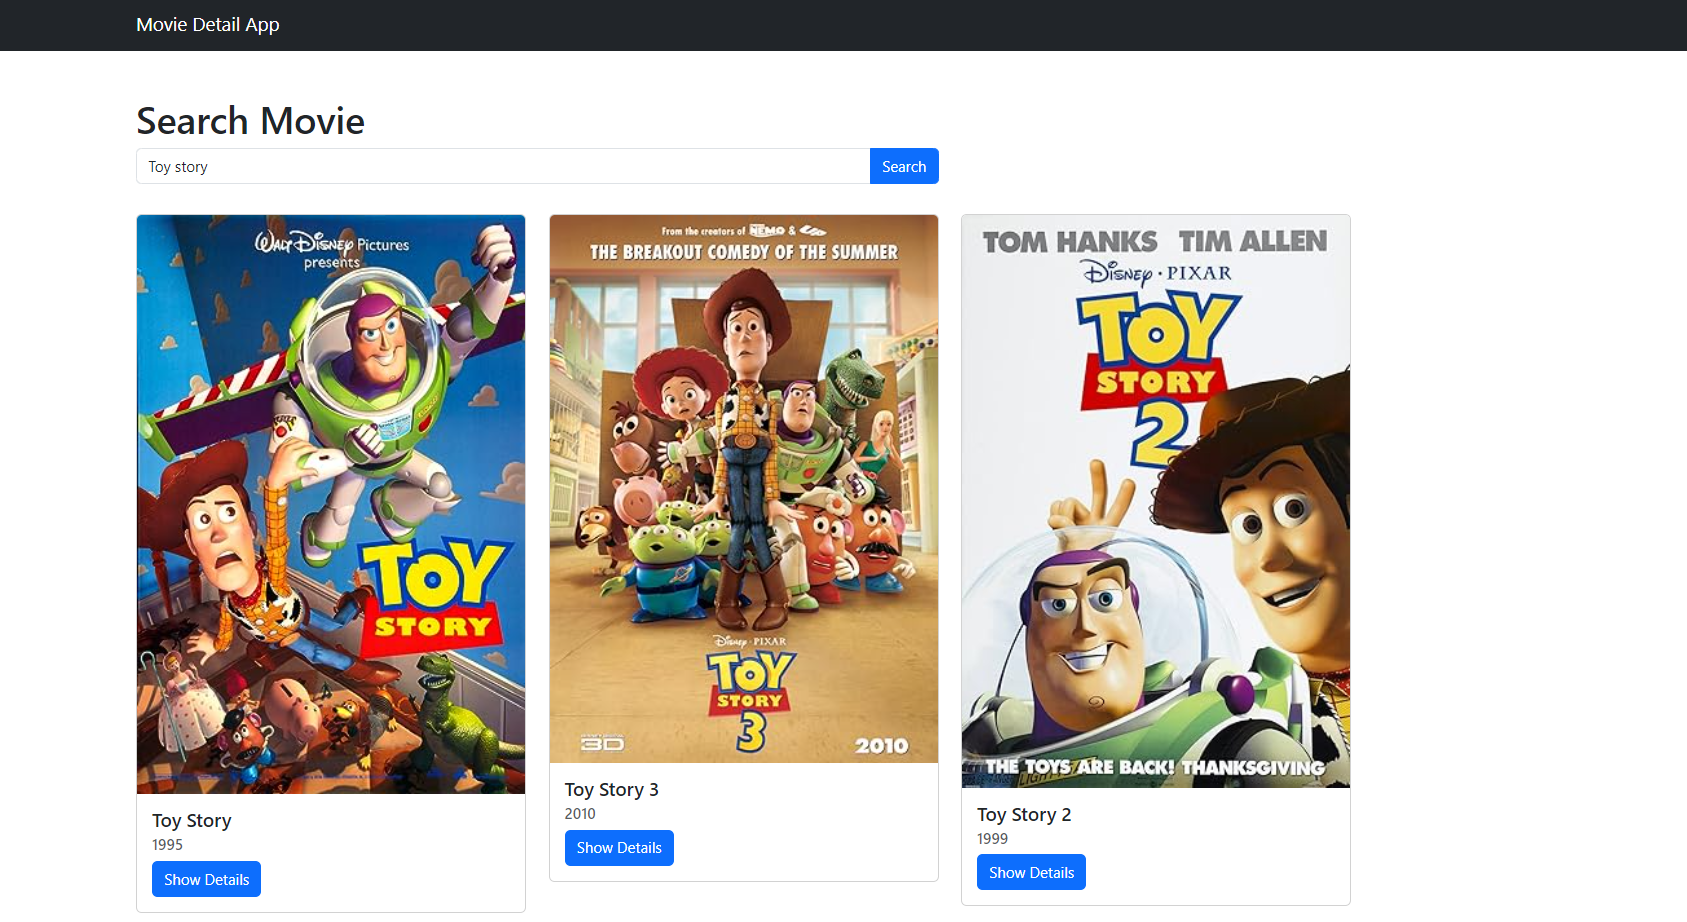 Movie Detail App
Search Movie
Toy story
Search
WALT DISNEY Pictures
presents
TOY
STORY
Toy Story
1995
Show Details
From the creators of NEMO &
THE BREAKOUT COMEDY OF THE SUMMER
DISNEY · PIXAR
TOY
STORY
3
3D
2010
Toy Story 3
2010
Show Details
TOM HANKS TIM ALLEN
DISNEY · PIXAR
TOY
STORY
2
THE TOYS ARE BACK! THANKSGIVING
Toy Story 2
1999
Show Details